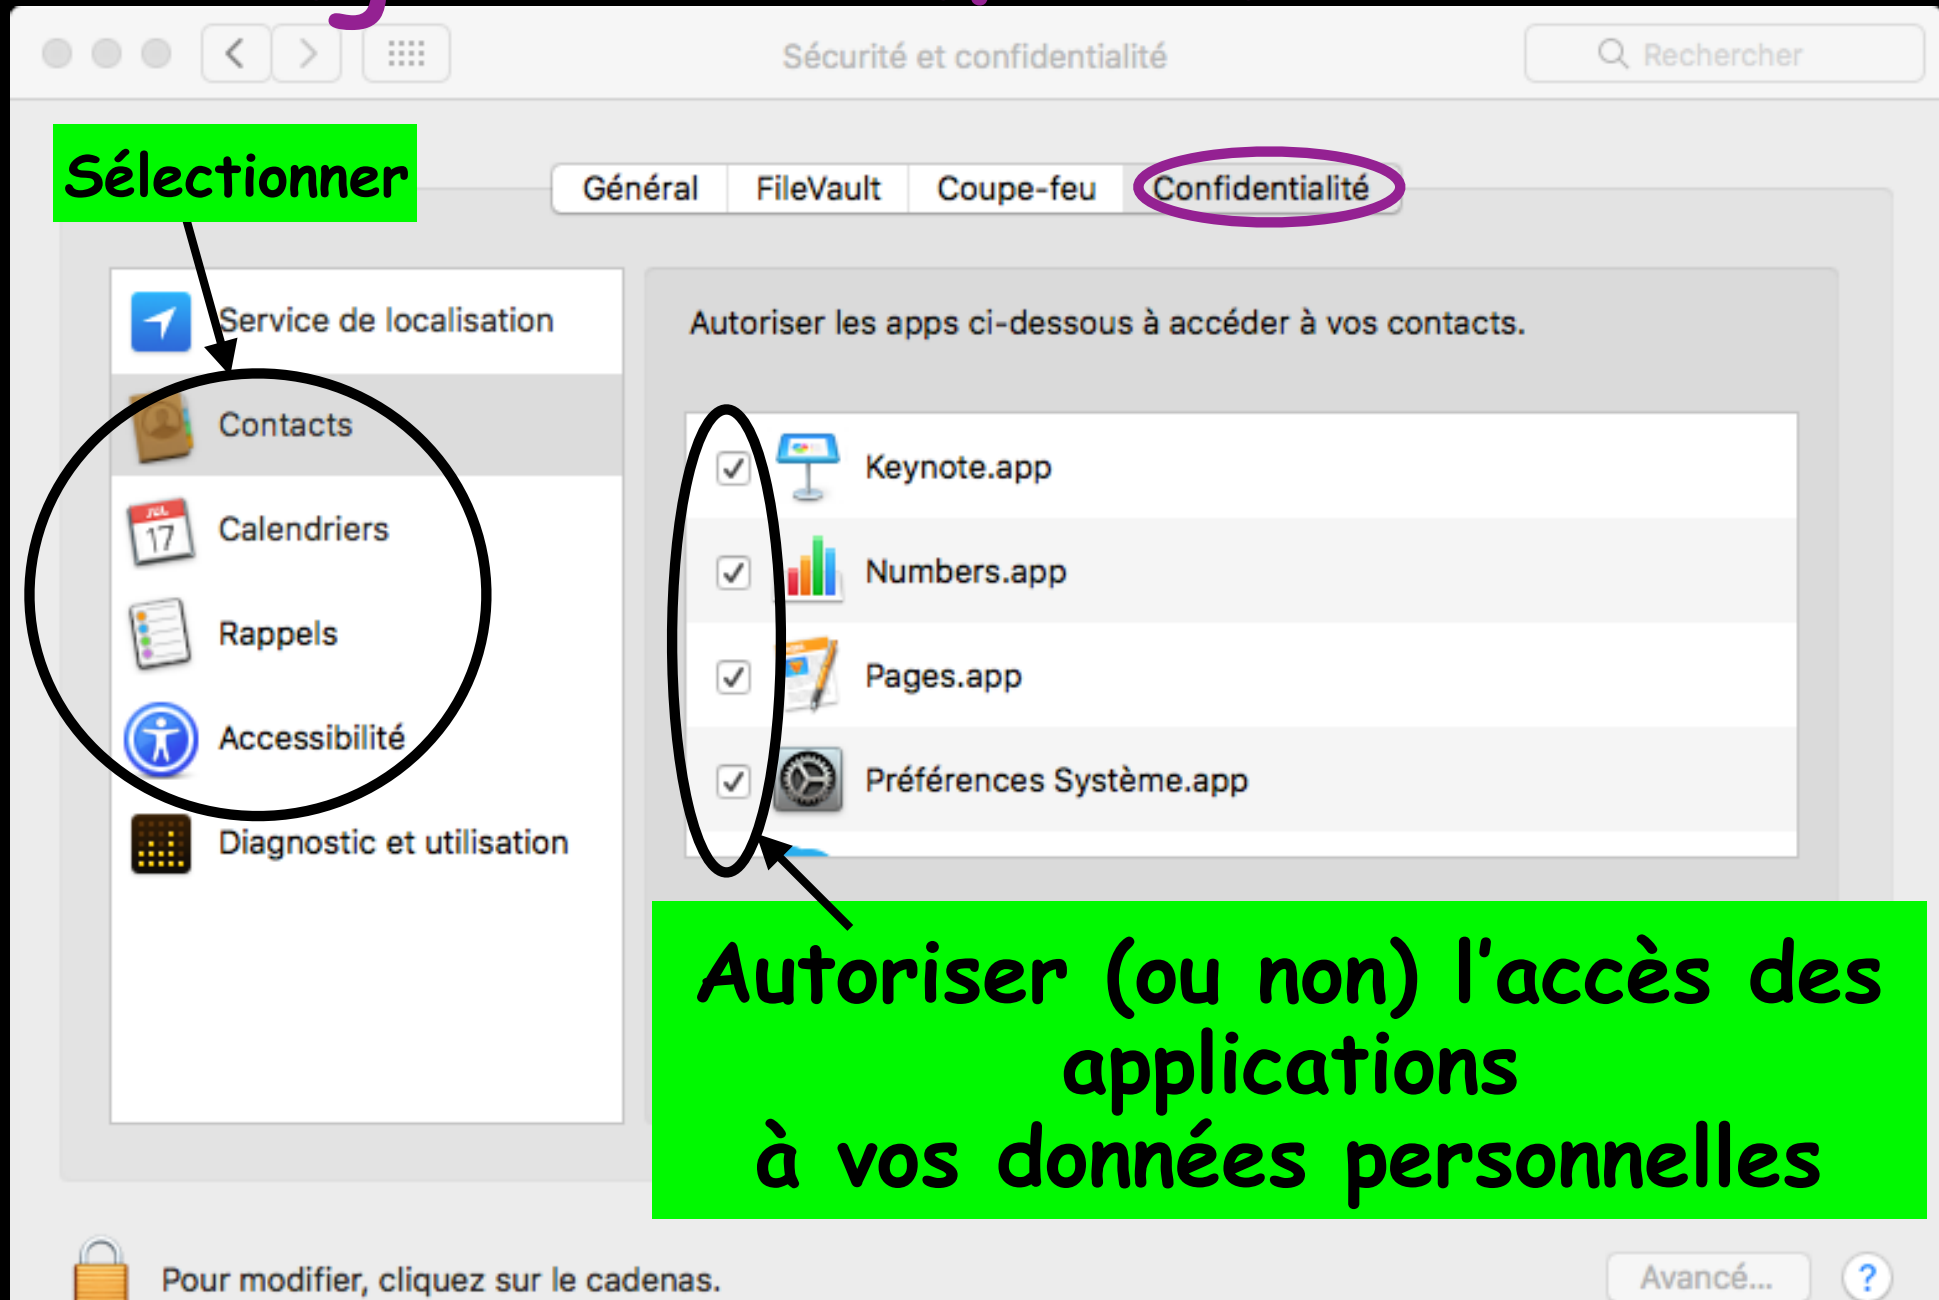 Sécurité et confidentialité
Rechercher
Sélectionner
Général FileVault Coupe-feu Confidentialité
Service de localisation
Contacts
Calendriers
JUL
17
Rappels
Accessibilité
Diagnostic et utilisation
Autoriser les apps ci-dessous à accéder à vos contacts.
Keynote.app
Numbers.app
Pages.app
Préférences Système.app
Autoriser (ou non) l'accès des
applications
à vos données personnelles
Pour modifier, cliquez sur le cadenas.
Avancé...
?